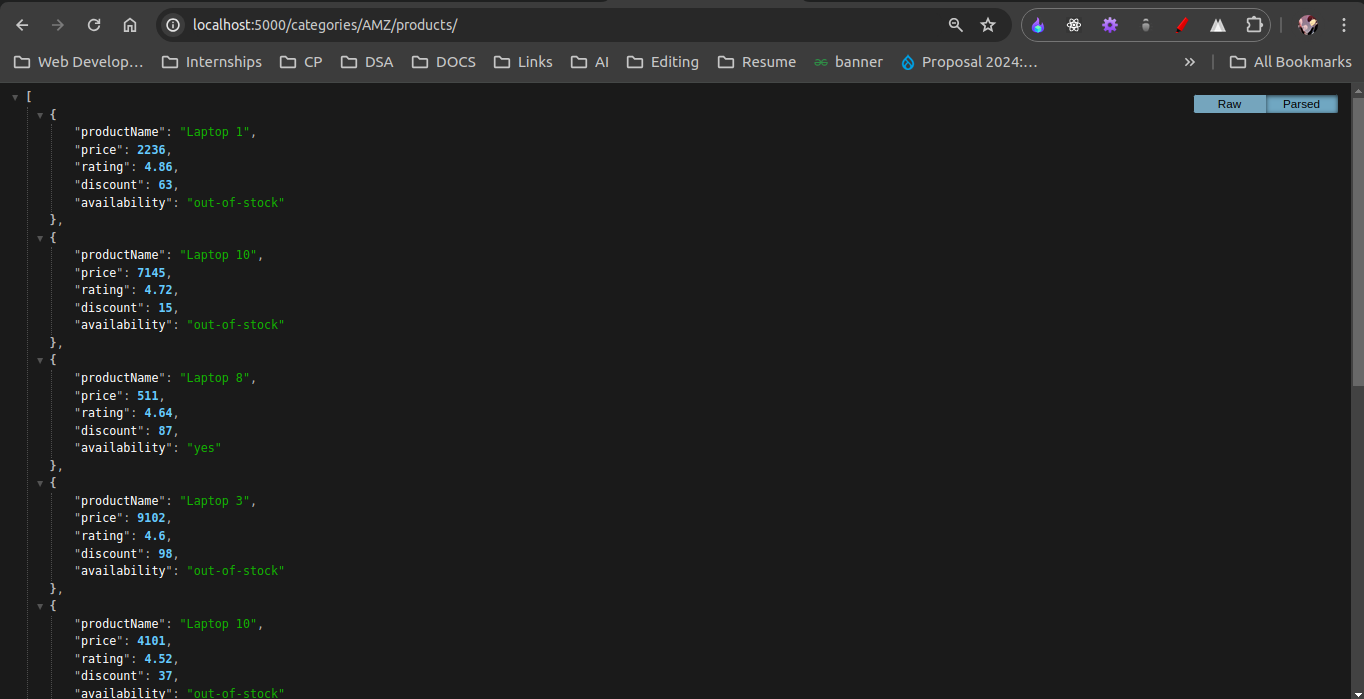 localhost:5000/categories/AMZ/products/
Web Develop... Internships CP DSA DOCS Links AI Editing Resume banner Proposal 2024:... » All Bookmarks
Raw Parsed
[
{
"productName": "Laptop 1",
"price": 2236,
"rating": 4.86,
"discount": 63,
"availability": "out-of-stock"
},
{
"productName": "Laptop 10",
"price": 7145,
"rating": 4.72,
"discount": 15,
"availability": "out-of-stock"
},
{
"productName": "Laptop 8",
"price": 511,
"rating": 4.64,
"discount": 87,
"availability": "yes"
},
{
"productName": "Laptop 3",
"price": 9102,
"rating": 4.6,
"discount": 98,
"availability": "out-of-stock"
},
{
"productName": "Laptop 10",
"price": 4101,
"rating": 4.52,
"discount": 37,
"availability": "out-of-stock"